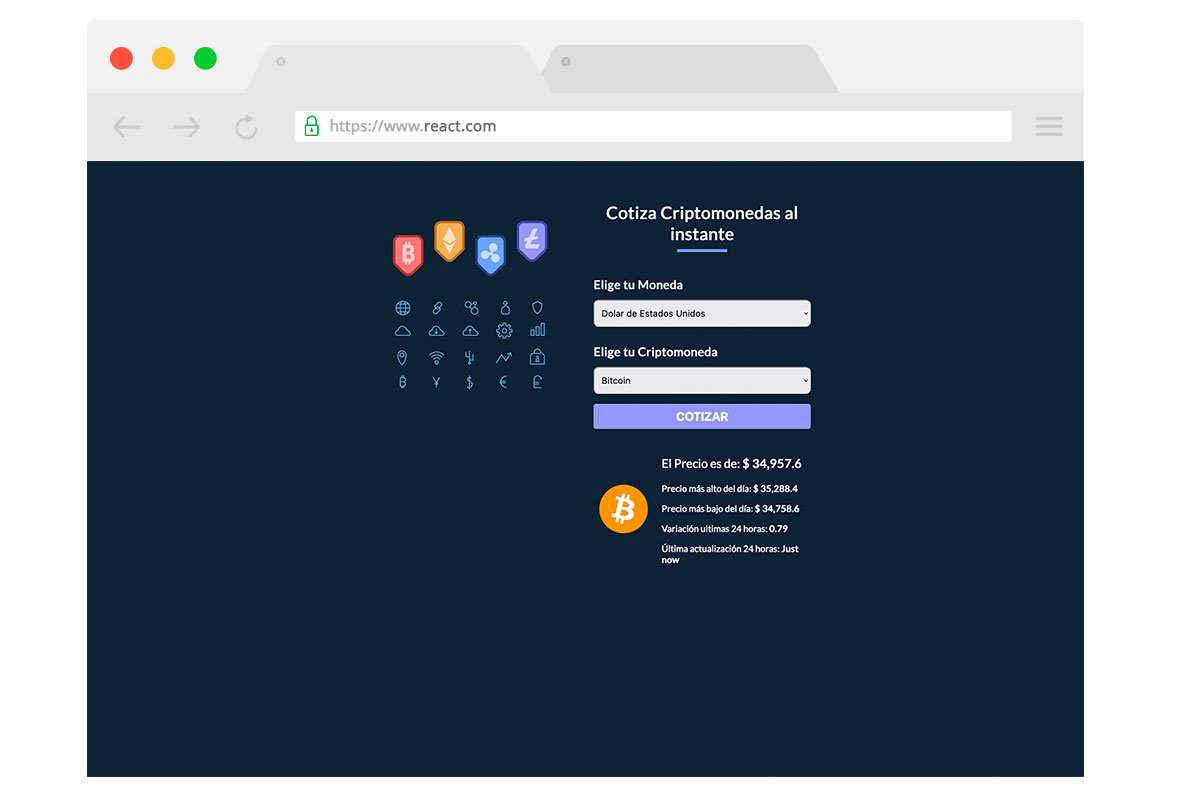 https://www.react.com
Cotiza Criptomonedas al
instante
Elige tu Moneda
Dolar de Estados Unidos
Elige tu Criptomoneda
Bitcoin
COTIZAR
El Precio es de: $ 34,957.6
Precio más alto del día: $ 35,288.4
Precio más bajo del día: $ 34,758.6
Variación ultimas 24 horas: 0.79
Última actualización 24 horas: Just
now